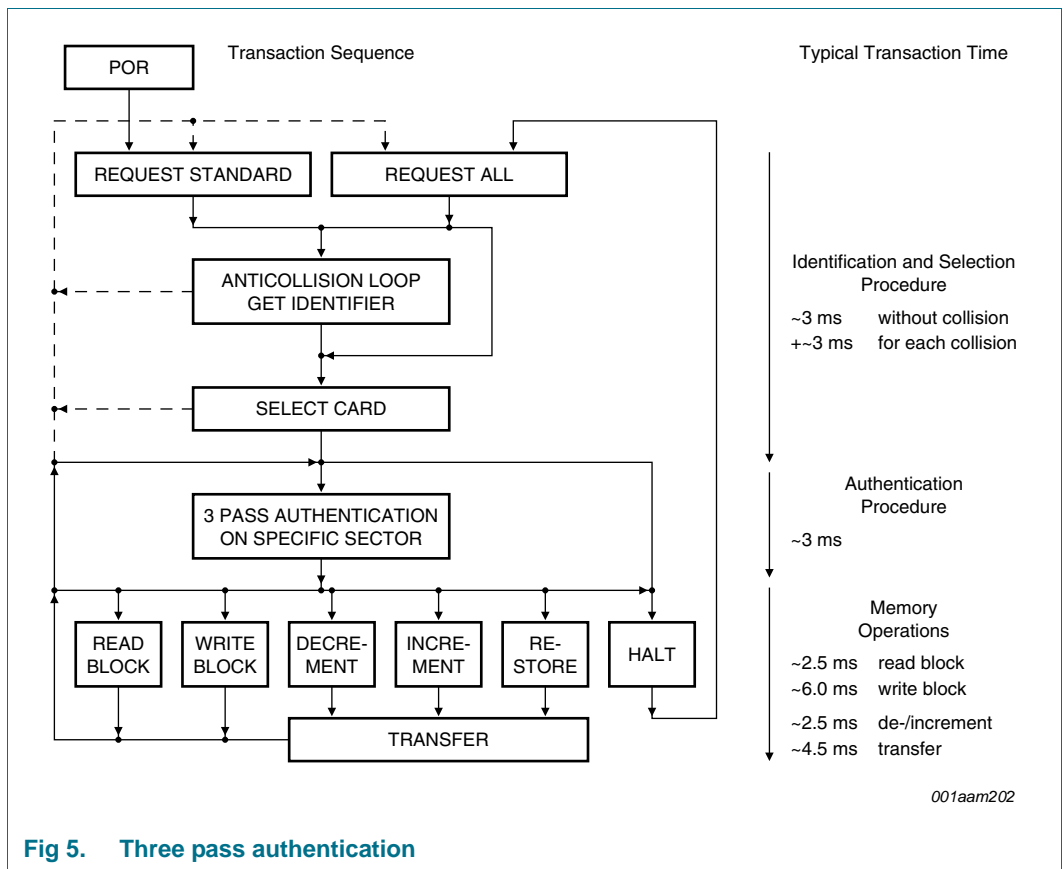 Transaction Sequence
Typical Transaction Time
POR
REQUEST STANDARD
REQUEST ALL
ANTICOLLISION LOOP
GET IDENTIFIER
SELECT CARD
3 PASS AUTHENTICATION
ON SPECIFIC SECTOR
READ
BLOCK
WRITE
BLOCK
DECRE-
MENT
INCRE-
MENT
RE-
STORE
HALT
TRANSFER
Identification and Selection
Procedure
~3 ms without collision
+~3 ms for each collision
Authentication
Procedure
~3 ms
Memory
Operations
~2.5 ms read block
~6.0 ms write block
~2.5 ms de-/increment
~4.5 ms transfer
001aam202
Fig 5. Three pass authentication